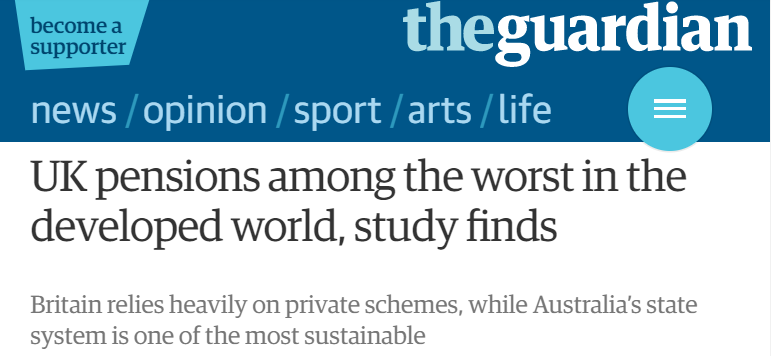 become a
supporter
theguardian
news / opinion / sport / arts / life
UK pensions among the worst in the
developed world, study finds
Britain relies heavily on private schemes, while Australia’s state
system is one of the most sustainable